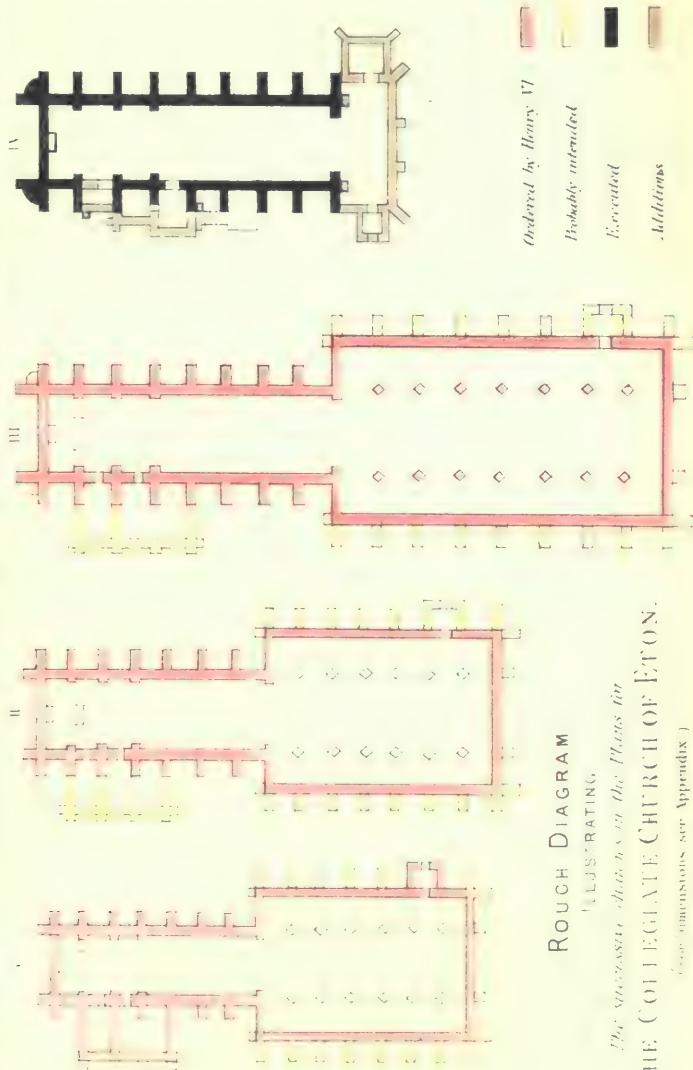 II
III
IV
ROUGH DIAGRAM
ILLUSTRATING
The successive changes in the Plans for
THE COLLEGIATE CHURCH OF ETON.
(For dimensions see Appendix)
Ordered by Henry VI
Probably intended
Executed
Additions